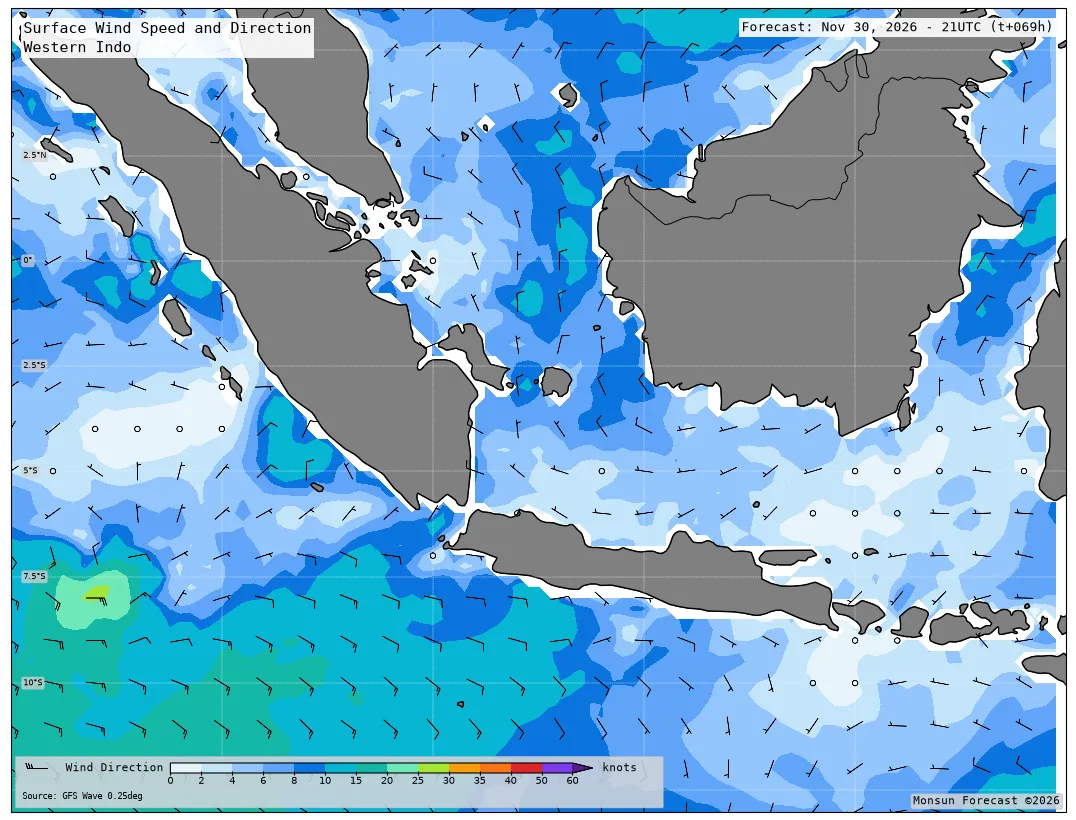 Surface Wind Speed and Direction
Western Indo
Forecast: Nov 30, 2026 - 21UTC (t+069h)
2.5°N
0°
2.5°S
5°S
7.5°S
10°S
Wind Direction
0 2 4 6 8 10 15 20 25 30 35 40 50 60
knots
Source: GFS Wave 0.25deg
Monsun Forecast ©2026